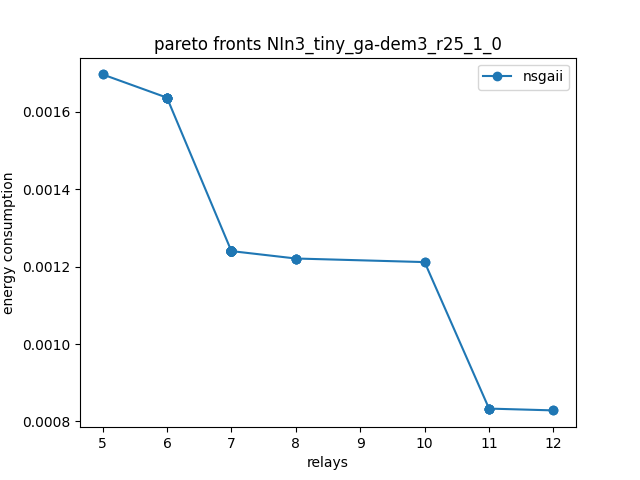 pareto fronts NIn3_tiny_ga-dem3_r25_1_0
nsgaii
0.0016
0.0014
0.0012
0.0010
0.0008
energy consumption
5 6 7 8 9 10 11 12
relays